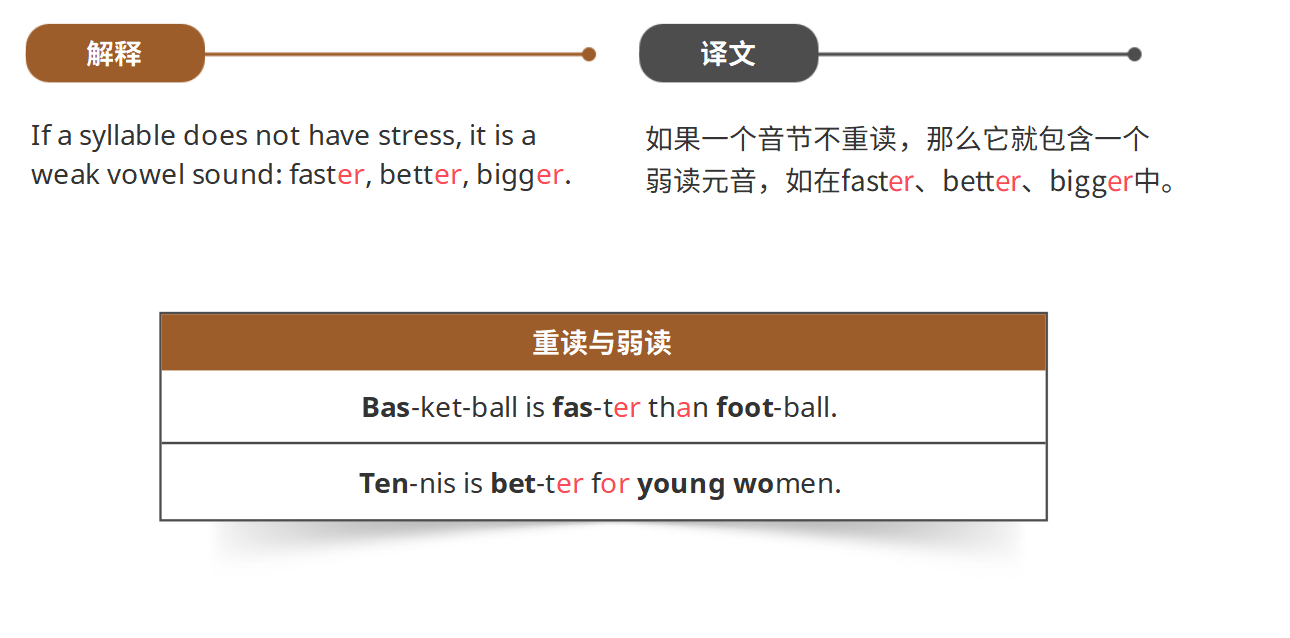 解释
If a syllable does not have stress, it is a
weak vowel sound: faster, better, bigger.
译文
如果一个音节不重读，那么它就包含一个
弱读元音，如在faster、better、bigger中。
重读与弱读
Bas-ket-ball is fas-ter than foot-ball.
Ten-nis is bet-ter for young women.